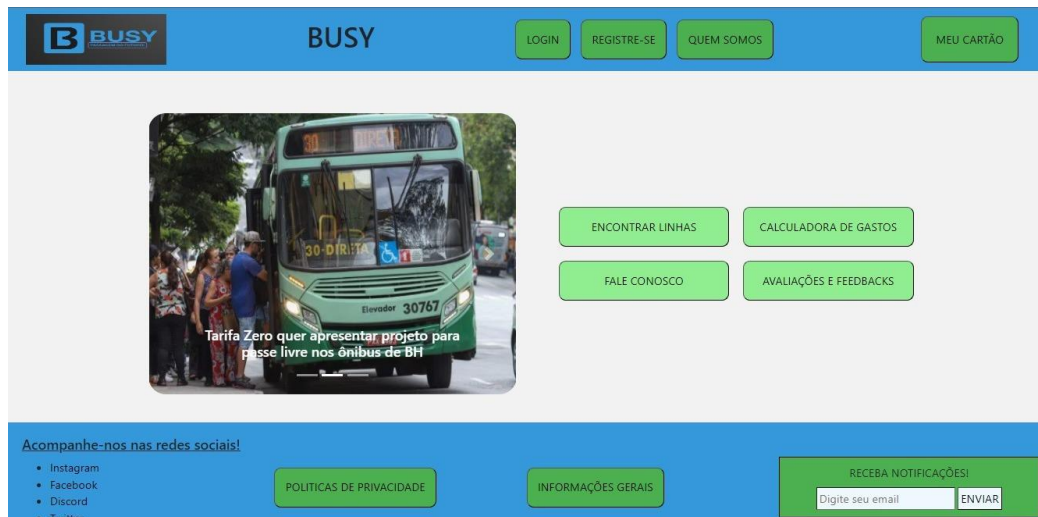 BUSY
BUSY
LOGIN
REGISTRE-SE
QUEM SOMOS
MEU CARTÃO
30 DIRETA
30-DIRETA
Elevador 30767
Tarifa Zero quer apresentar projeto para
passe livre nos ônibus de BH
ENCONTRAR LINHAS
CALCULADORA DE GASTOS
FALE CONOSCO
AVALIAÇÕES E FEEDBACKS
Acompanhe-nos nas redes sociais!
Instagram
Facebook
Discord
POLITICAS DE PRIVACIDADE
INFORMAÇÕES GERAIS
RECEBA NOTIFICAÇÕES!
Digite seu email
ENVIAR